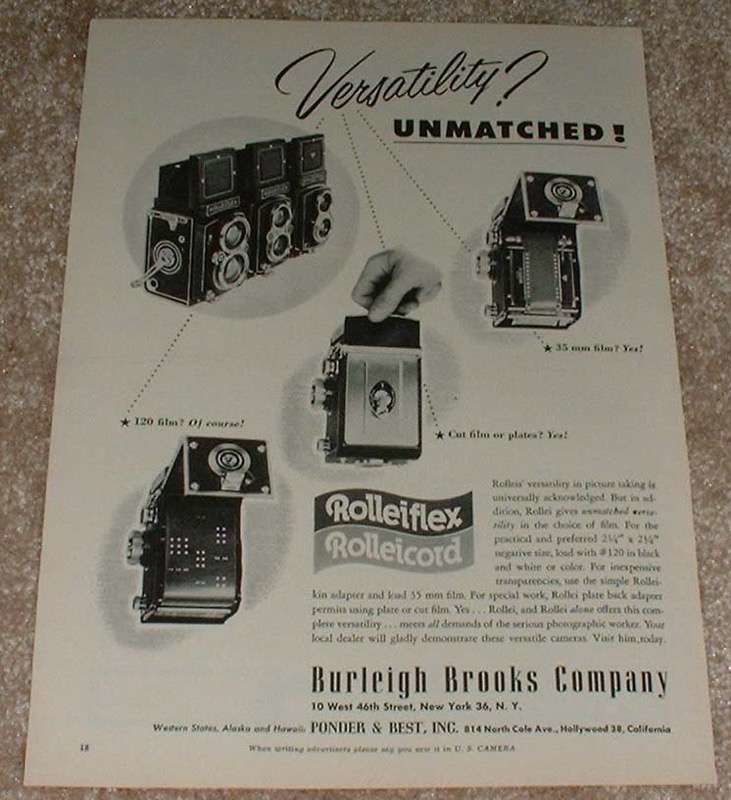 Versatility?
UNMATCHED!
ROLLEIFLEX
★ 35 mm film? Yes!
★ 120 film? Of course!
★ Cut film or plates? Yes!
Rolleiflex
Rolleicord
Rolleis' versatility in picture taking is
universally acknowledged. But in ad-
dition, Rollei gives unmatched versa-
tility in the choice of film. For the
practical and preferred 2¼" x 2¼"
negative size, load with #120 in black
and white or color. For inexpensive
transparencies, use the simple Rollei-
kin adapter and load 35 mm film. For special work, Rollei plate back adapter
permits using plate or cut film. Yes . . . Rollei, and Rollei alone offers this com-
plete versatility . . . meets all demands of the serious photographic worker. Your
local dealer will gladly demonstrate these versatile cameras. Visit him today.
Burleigh Brooks Company
10 West 46th Street, New York 36, N. Y.
Western States, Alaska and Hawaii: PONDER & BEST, INC. 814 North Cole Ave., Hollywood 38, California
18
When writing advertisers please say you saw it in U. S. CAMERA